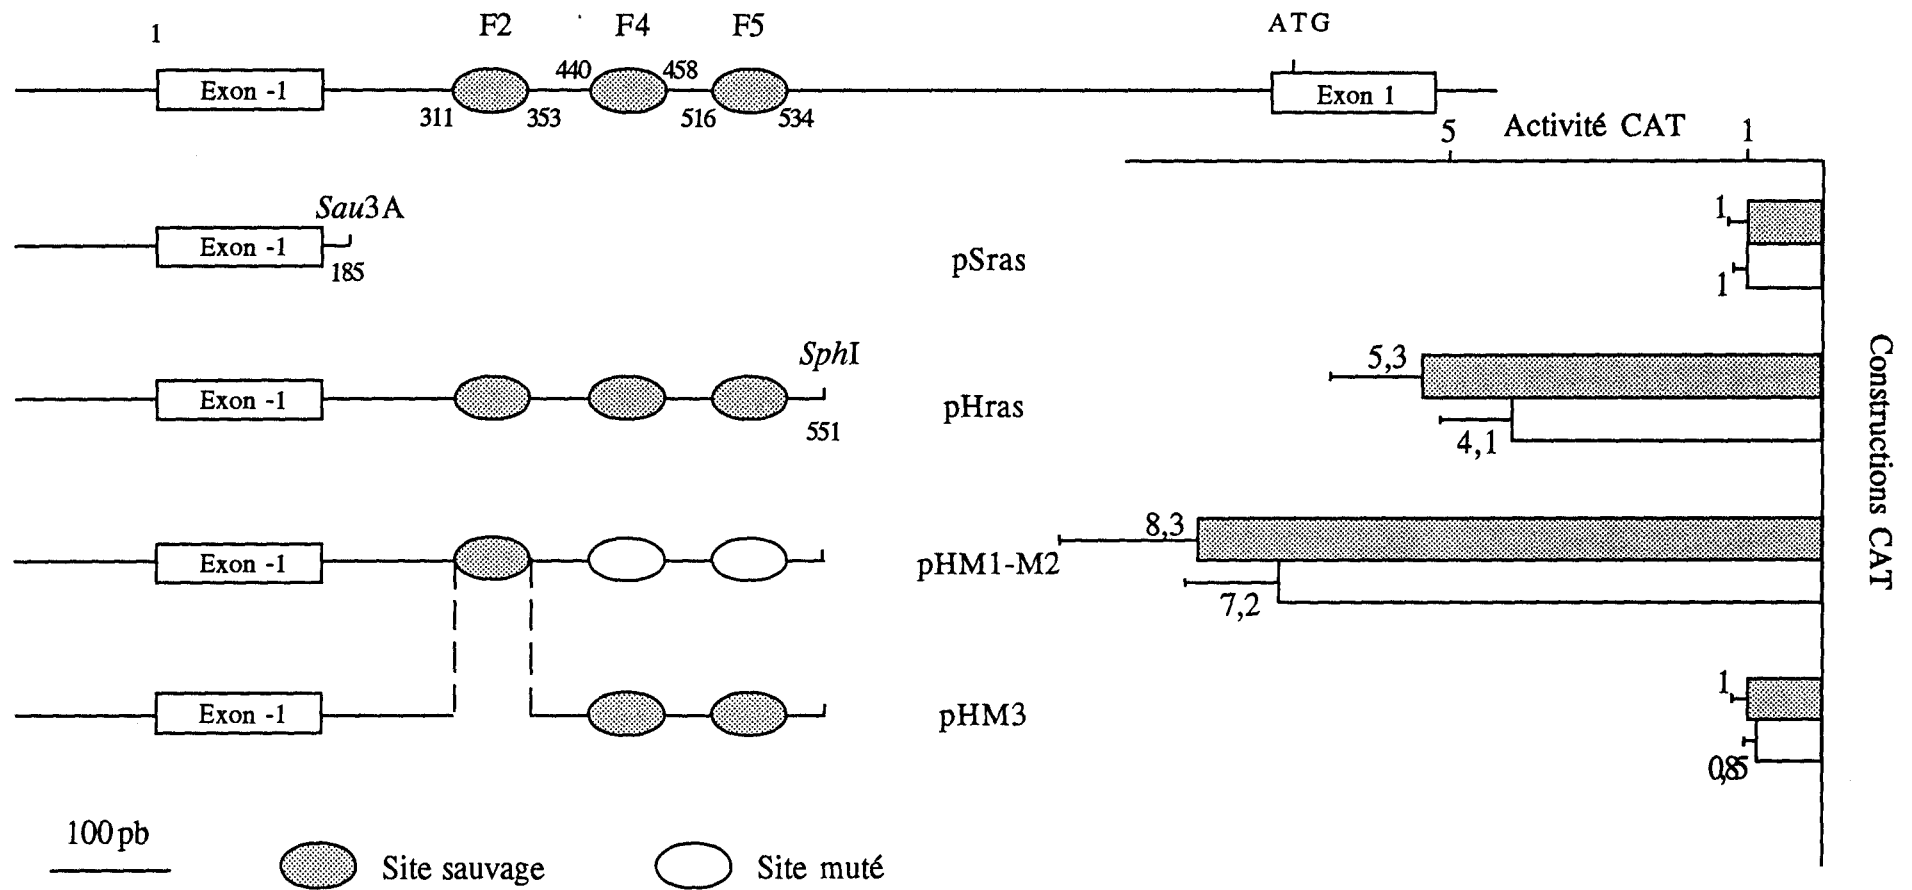 1 F2 F4 F5 ATG
Exon -1 440 458 Exon 1
311 353 516 534
5 Activité CAT 1
Sau3A
Exon -1
185
pSras
1
1
SphI
Exon -1
551
pHras
5,3
4,1
Exon -1
pHM1-M2
8,3
7,2
Exon -1
pHM3
1
0,85
Constructions CAT
100 pb
Site sauvage
Site muté